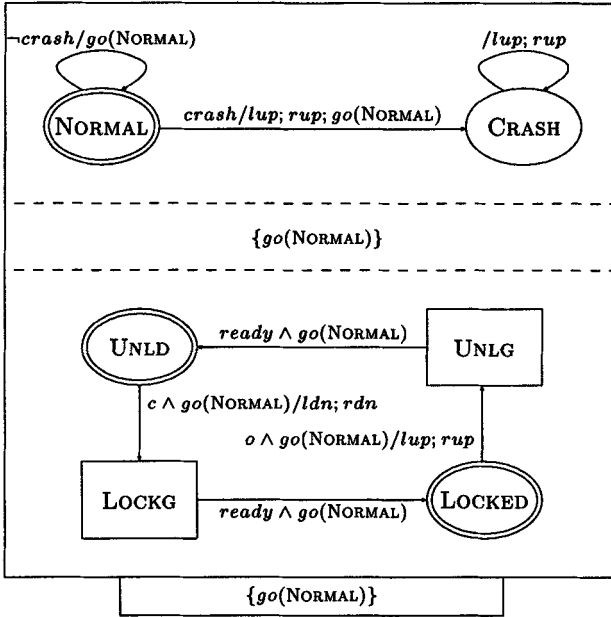 ¬crash/go(NORMAL)
/lup; rup
NORMAL
crash/lup; rup; go(NORMAL)
CRASH
{go(NORMAL)}
UNLD
ready ∧ go(NORMAL)
UNLG
c ∧ go(NORMAL)/ldn; rdn
o ∧ go(NORMAL)/lup; rup
LOCKG
ready ∧ go(NORMAL)
LOCKED
{go(NORMAL)}